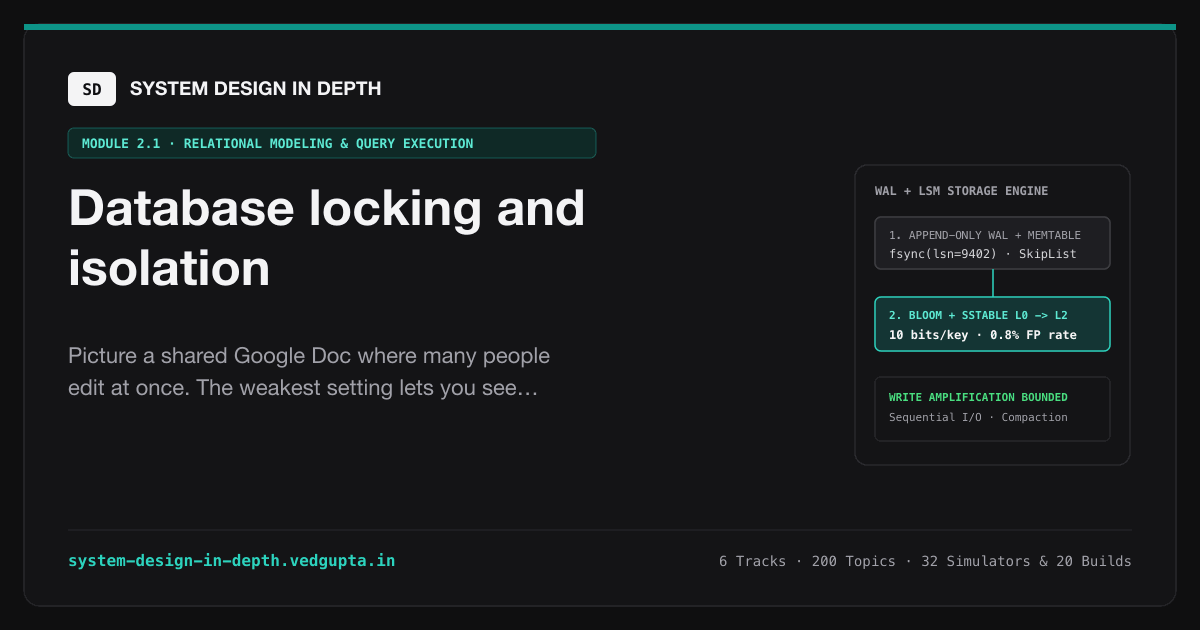 SD SYSTEM DESIGN IN DEPTH
MODULE 2.1 · RELATIONAL MODELING & QUERY EXECUTION
Database locking and
isolation
Picture a shared Google Doc where many people
edit at once. The weakest setting lets you see…
WAL + LSM STORAGE ENGINE
1. APPEND-ONLY WAL + MEMTABLE
fsync(lsn=9402) · SkipList
2. BLOOM + SSTABLE L0 -> L2
10 bits/key · 0.8% FP rate
WRITE AMPLIFICATION BOUNDED
Sequential I/O · Compaction
system-design-in-depth.vedgupta.in
6 Tracks · 200 Topics · 32 Simulators & 20 Builds